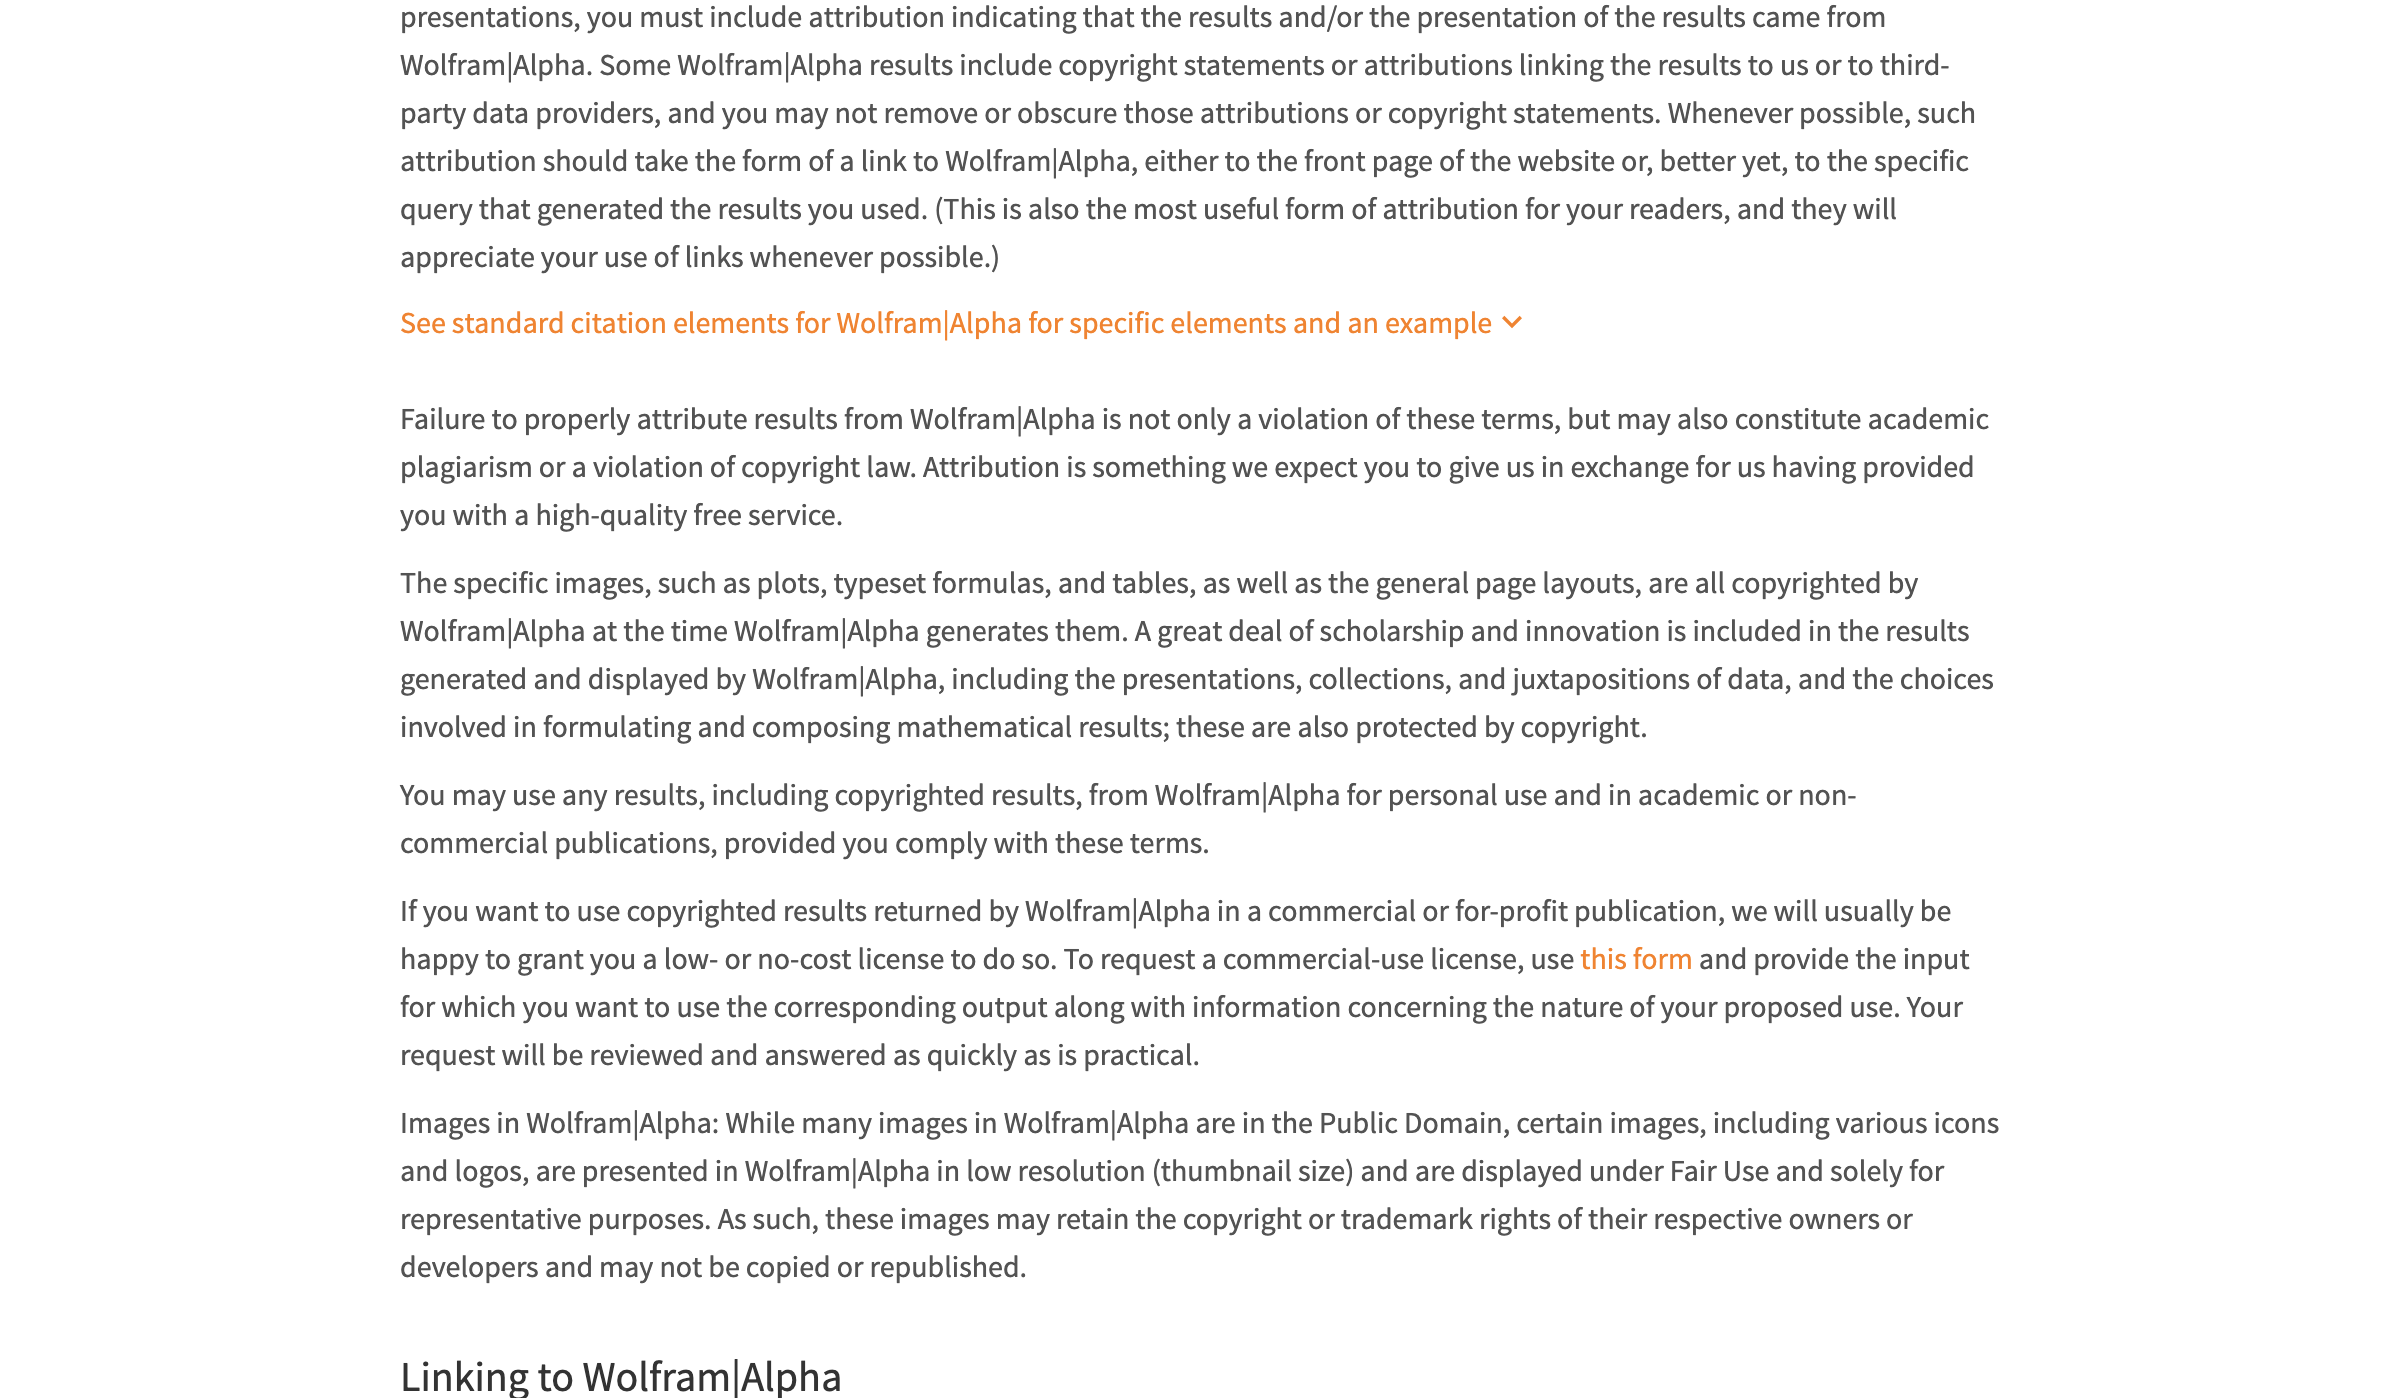 presentations, you must include attribution indicating that the results and/or the presentation of the results came from
Wolfram|Alpha. Some Wolfram|Alpha results include copyright statements or attributions linking the results to us or to third-
party data providers, and you may not remove or obscure those attributions or copyright statements. Whenever possible, such
attribution should take the form of a link to Wolfram|Alpha, either to the front page of the website or, better yet, to the specific
query that generated the results you used. (This is also the most useful form of attribution for your readers, and they will
appreciate your use of links whenever possible.)
See standard citation elements for Wolfram|Alpha for specific elements and an example
Failure to properly attribute results from Wolfram|Alpha is not only a violation of these terms, but may also constitute academic
plagiarism or a violation of copyright law. Attribution is something we expect you to give us in exchange for us having provided
you with a high-quality free service.
The specific images, such as plots, typeset formulas, and tables, as well as the general page layouts, are all copyrighted by
Wolfram|Alpha at the time Wolfram|Alpha generates them. A great deal of scholarship and innovation is included in the results
generated and displayed by Wolfram|Alpha, including the presentations, collections, and juxtapositions of data, and the choices
involved in formulating and composing mathematical results; these are also protected by copyright.
You may use any results, including copyrighted results, from Wolfram|Alpha for personal use and in academic or non-
commercial publications, provided you comply with these terms.
If you want to use copyrighted results returned by Wolfram|Alpha in a commercial or for-profit publication, we will usually be
happy to grant you a low- or no-cost license to do so. To request a commercial-use license, use this form and provide the input
for which you want to use the corresponding output along with information concerning the nature of your proposed use. Your
request will be reviewed and answered as quickly as is practical.
Images in Wolfram|Alpha: While many images in Wolfram|Alpha are in the Public Domain, certain images, including various icons
and logos, are presented in Wolfram|Alpha in low resolution (thumbnail size) and are displayed under Fair Use and solely for
representative purposes. As such, these images may retain the copyright or trademark rights of their respective owners or
developers and may not be copied or republished.
Linking to Wolfram|Alpha